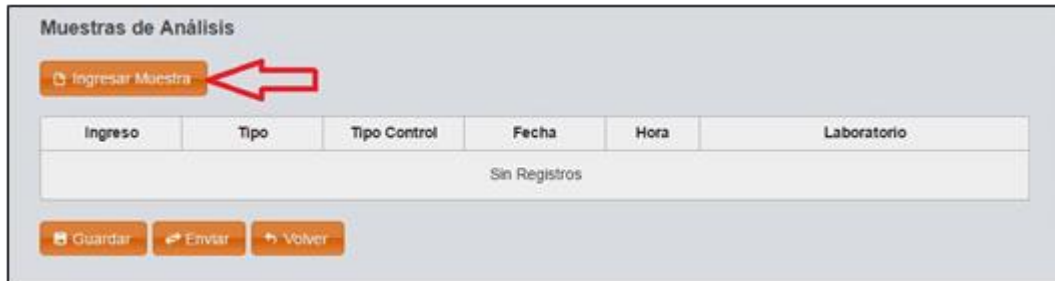 Muestras de Análisis
Ingresar Muestra
Ingreso Tipo Tipo Control Fecha Hora Laboratorio
Sin Registros
Guardar Enviar Volver